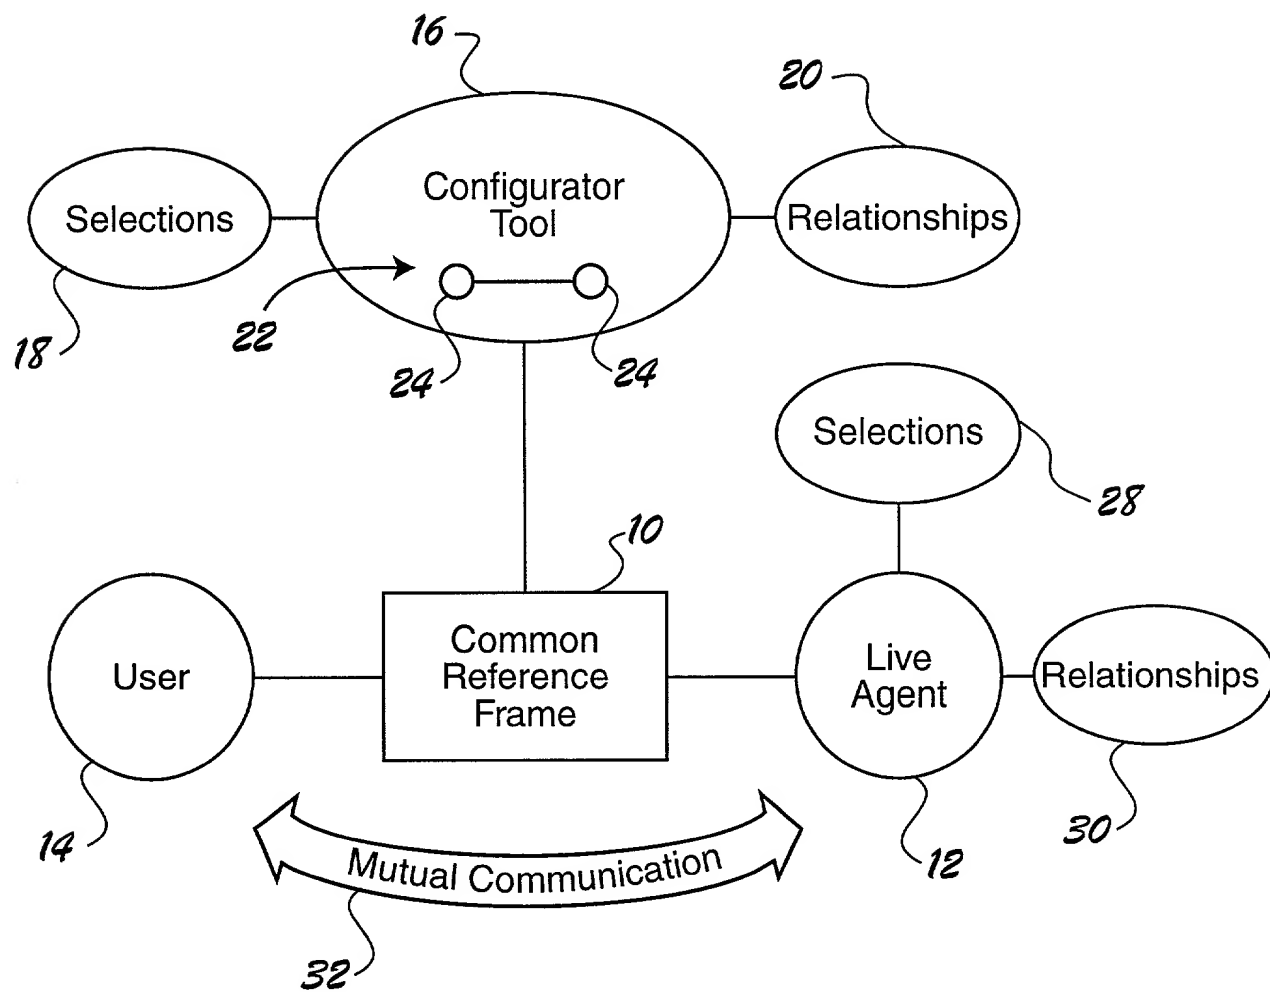 16
20
Configurator
Tool
Selections
Relationships
22
18
24
24
Selections
28
10
Common
Reference
Frame
User
Live
Agent
Relationships
14
30
12
Mutual Communication
32